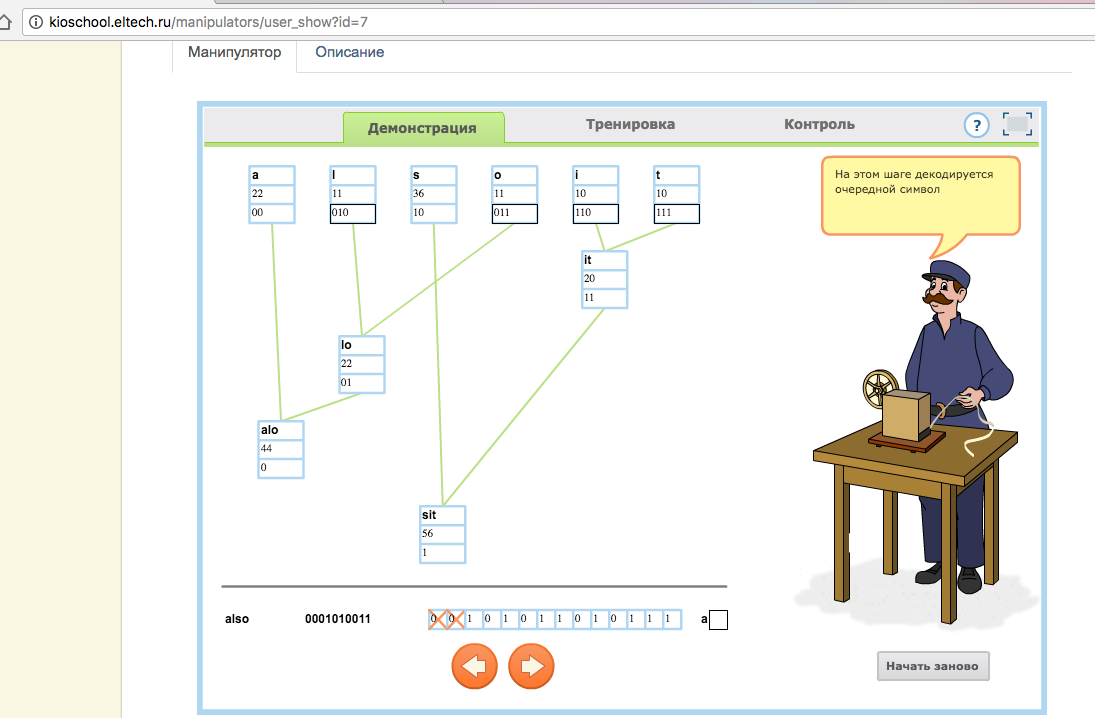 kioschool.eltech.ru/manipulators/user_show?id=7
Манипулятор Описание
Демонстрация Тренировка Контроль ?
a l s o i t
22 11 36 11 10 10
00 010 10 011 110 111
На этом шаге декодируется
очередной символ
it
20
11
lo
22
01
alo
44
0
sit
56
1
also 0001010011 0 0 1 0 1 0 1 1 0 1 0 1 1 1 a
Начать заново